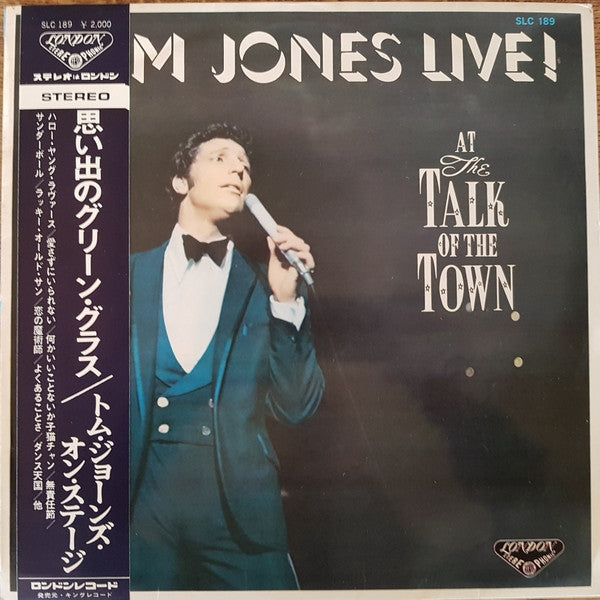 SLC 189 ¥2,000
LONDON
ステレオはロンドン
STEREO
思い出のグリーン・グラス/トム・ジョーンズ・
オン・ステージ
ハロー・ヤング・ラヴァース/愛さずにいられない/何かいいことないか子猫チャン/無責任節/
サンダーボール/ラッキー・オールド・サン/恋の魔術師/よくあることさ/ダンス天国/他
ロンドンレコード
発売元・キングレコード
SLC 189
M JONES LIVE!
AT
The
TALK
OF THE
TOWN
LONDON